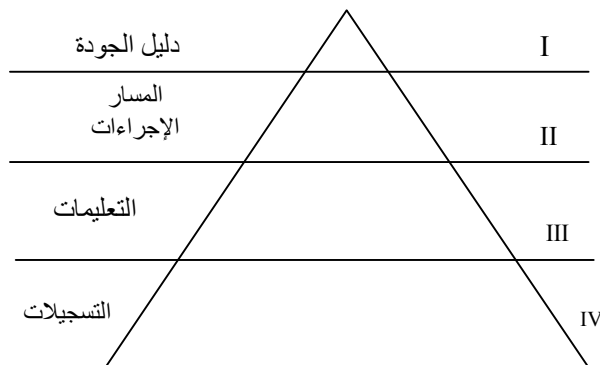 دليل الجودة
I
المسار
الإجراءات
II
التعليمات
III
التسجيلات
IV